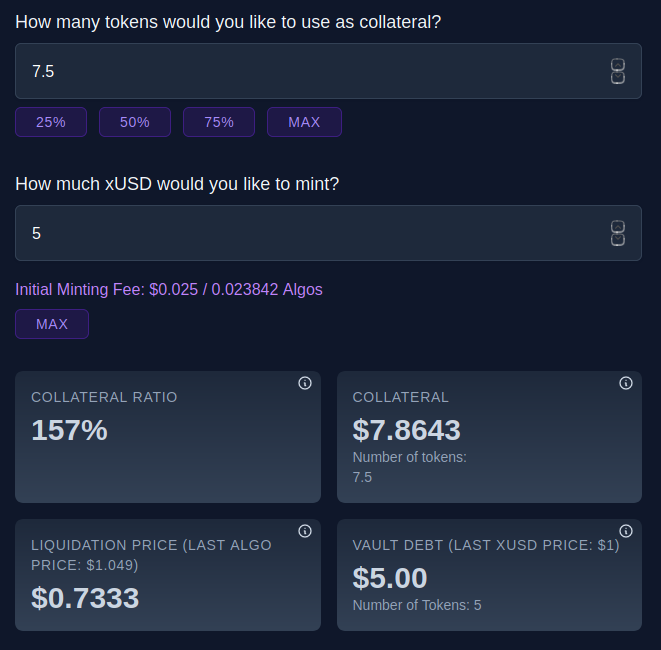 How many tokens would you like to use as collateral?
7.5
25% 50% 75% MAX
How much xUSD would you like to mint?
5
Initial Minting Fee: $0.025 / 0.023842 Algos
MAX
COLLATERAL RATIO
157%
COLLATERAL
$7.8643
Number of tokens:
7.5
LIQUIDATION PRICE (LAST ALGO
PRICE: $1.049)
$0.7333
VAULT DEBT (LAST XUSD PRICE: $1)
$5.00
Number of Tokens: 5